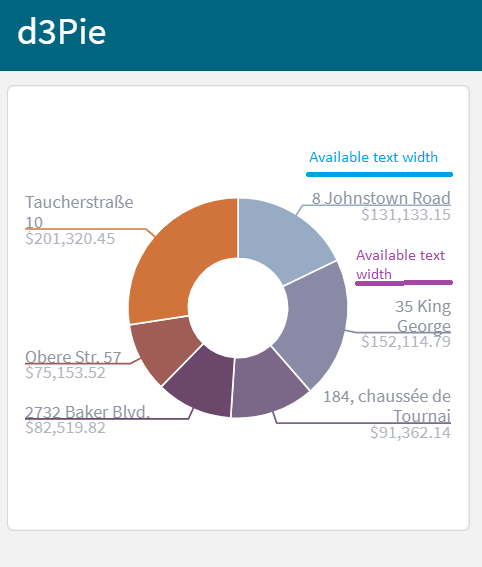 d3Pie
Available text width
8 Johnstown Road
$131,133.15
Taucherstraße
10
$201,320.45
Available text
width
35 King
George
$152,114.79
Obere Str. 57
$75,153.52
184, chaussée de
Tournai
$91,362.14
2732 Baker Blvd.
$82,519.82